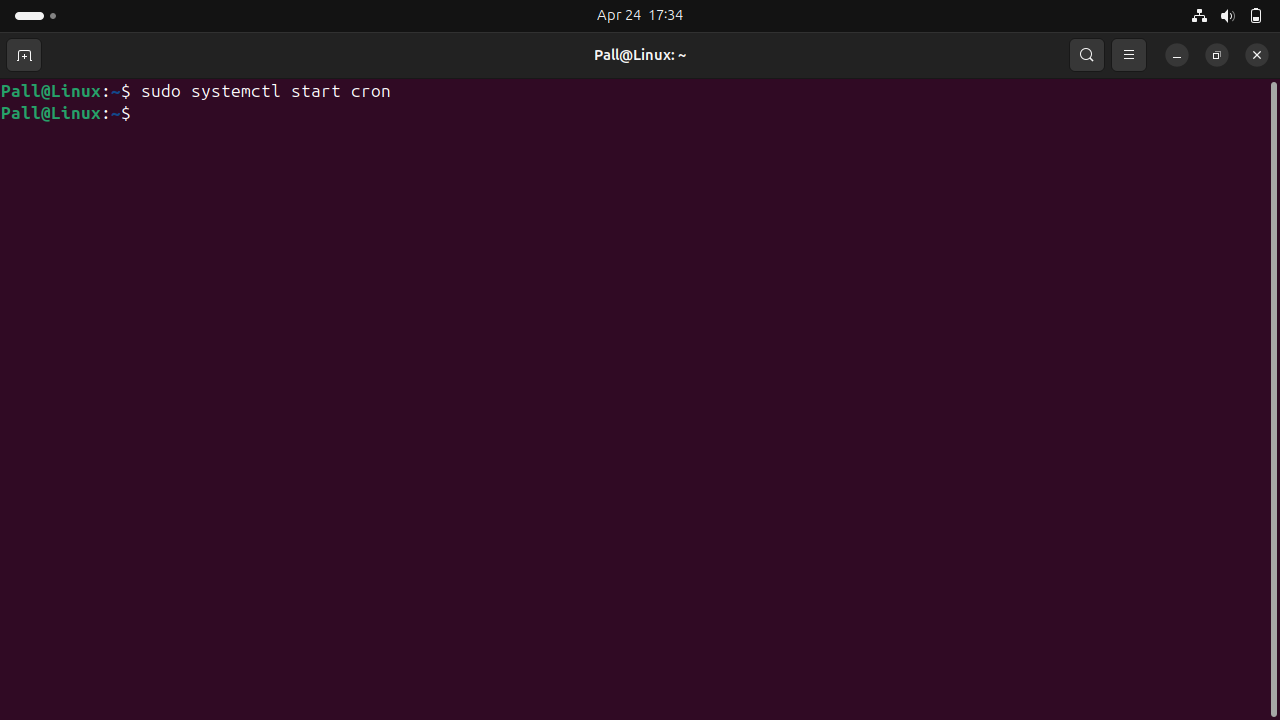 Apr 24 17:34
Pall@Linux: ~
Pall@Linux:~$ sudo systemctl start cron
Pall@Linux:~$